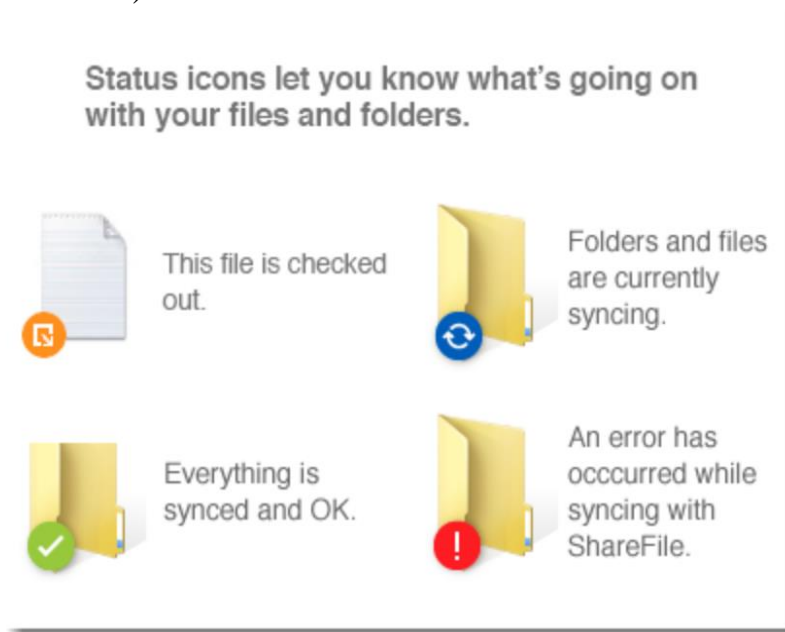 Status icons let you know what's going on
with your files and folders.
This file is checked
out.
Folders and files
are currently
syncing.
Everything is
synced and OK.
An error has
occcurred while
syncing with
ShareFile.